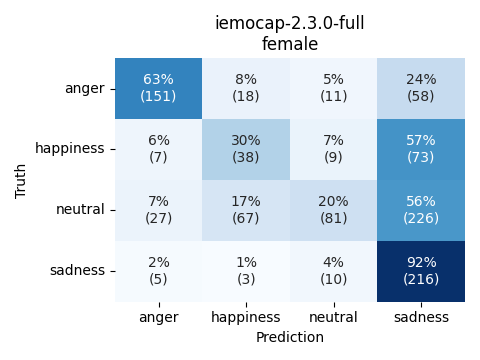 iemocap-2.3.0-full
female
Truth
anger
63% 8% 5% 24%
(151) (18) (11) (58)
happiness
6% 30% 7% 57%
(7) (38) (9) (73)
neutral
7% 17% 20% 56%
(27) (67) (81) (226)
sadness
2% 1% 4% 92%
(5) (3) (10) (216)
anger happiness neutral sadness
Prediction